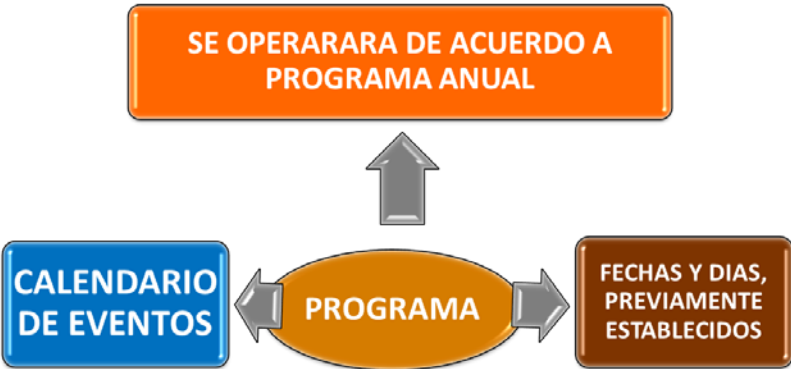 SE OPERARARA DE ACUERDO A
PROGRAMA ANUAL
CALENDARIO
DE EVENTOS
PROGRAMA
FECHAS Y DIAS,
PREVIAMENTE
ESTABLECIDOS